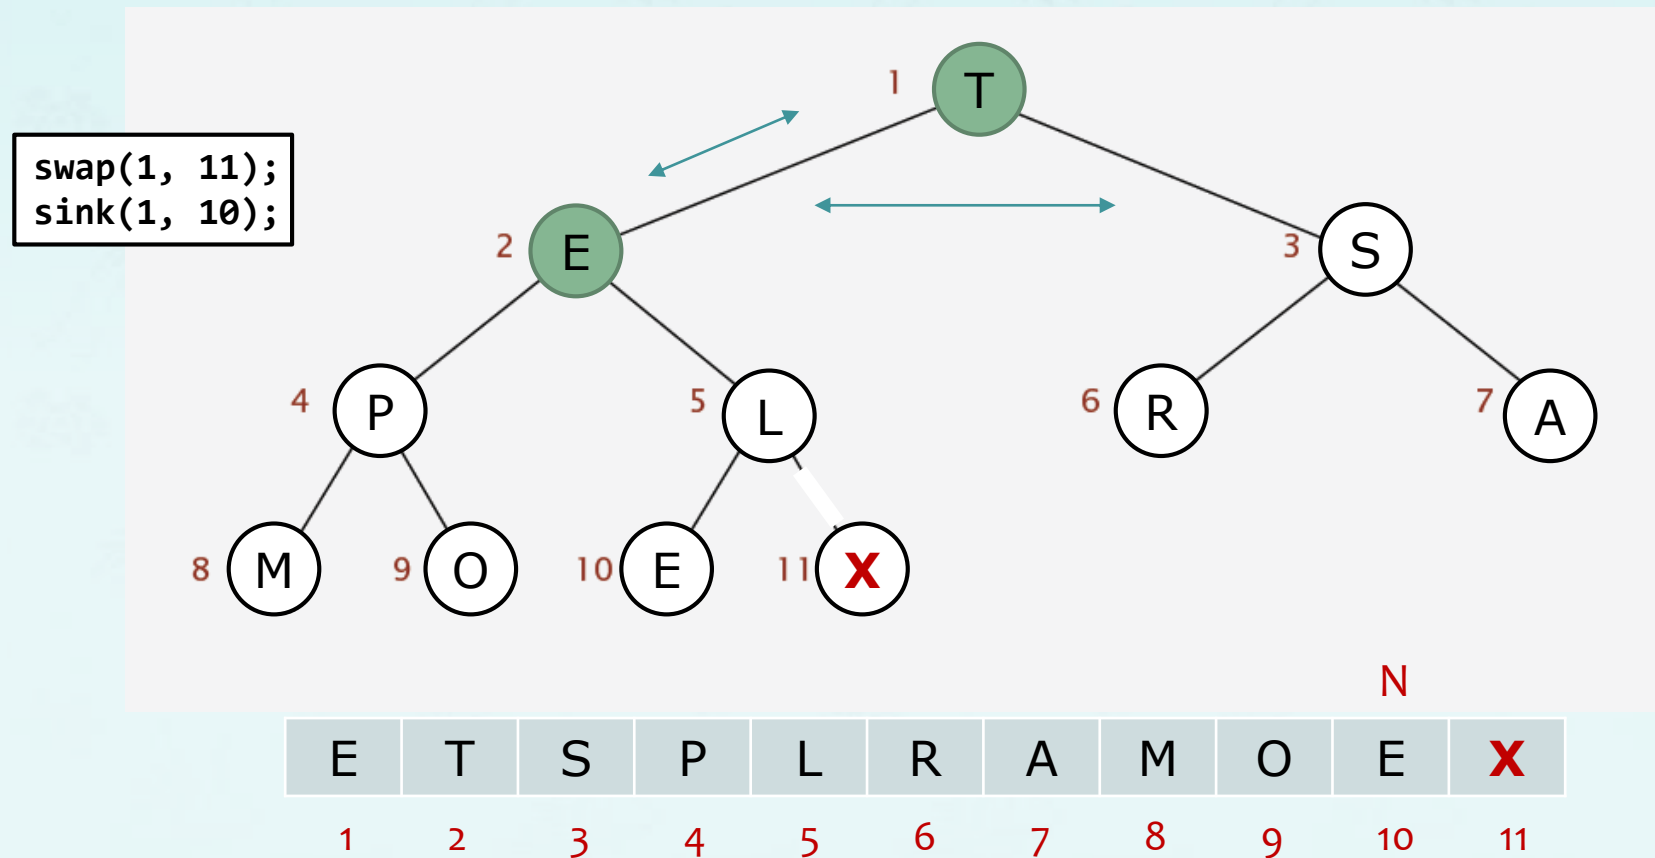 1 T
swap(1, 11);
sink(1, 10);
2 E 3 S
4 P 5 L 6 R 7 A
8 M 9 O 10 E 11 X
N
E T S P L R A M O E X
1 2 3 4 5 6 7 8 9 10 11